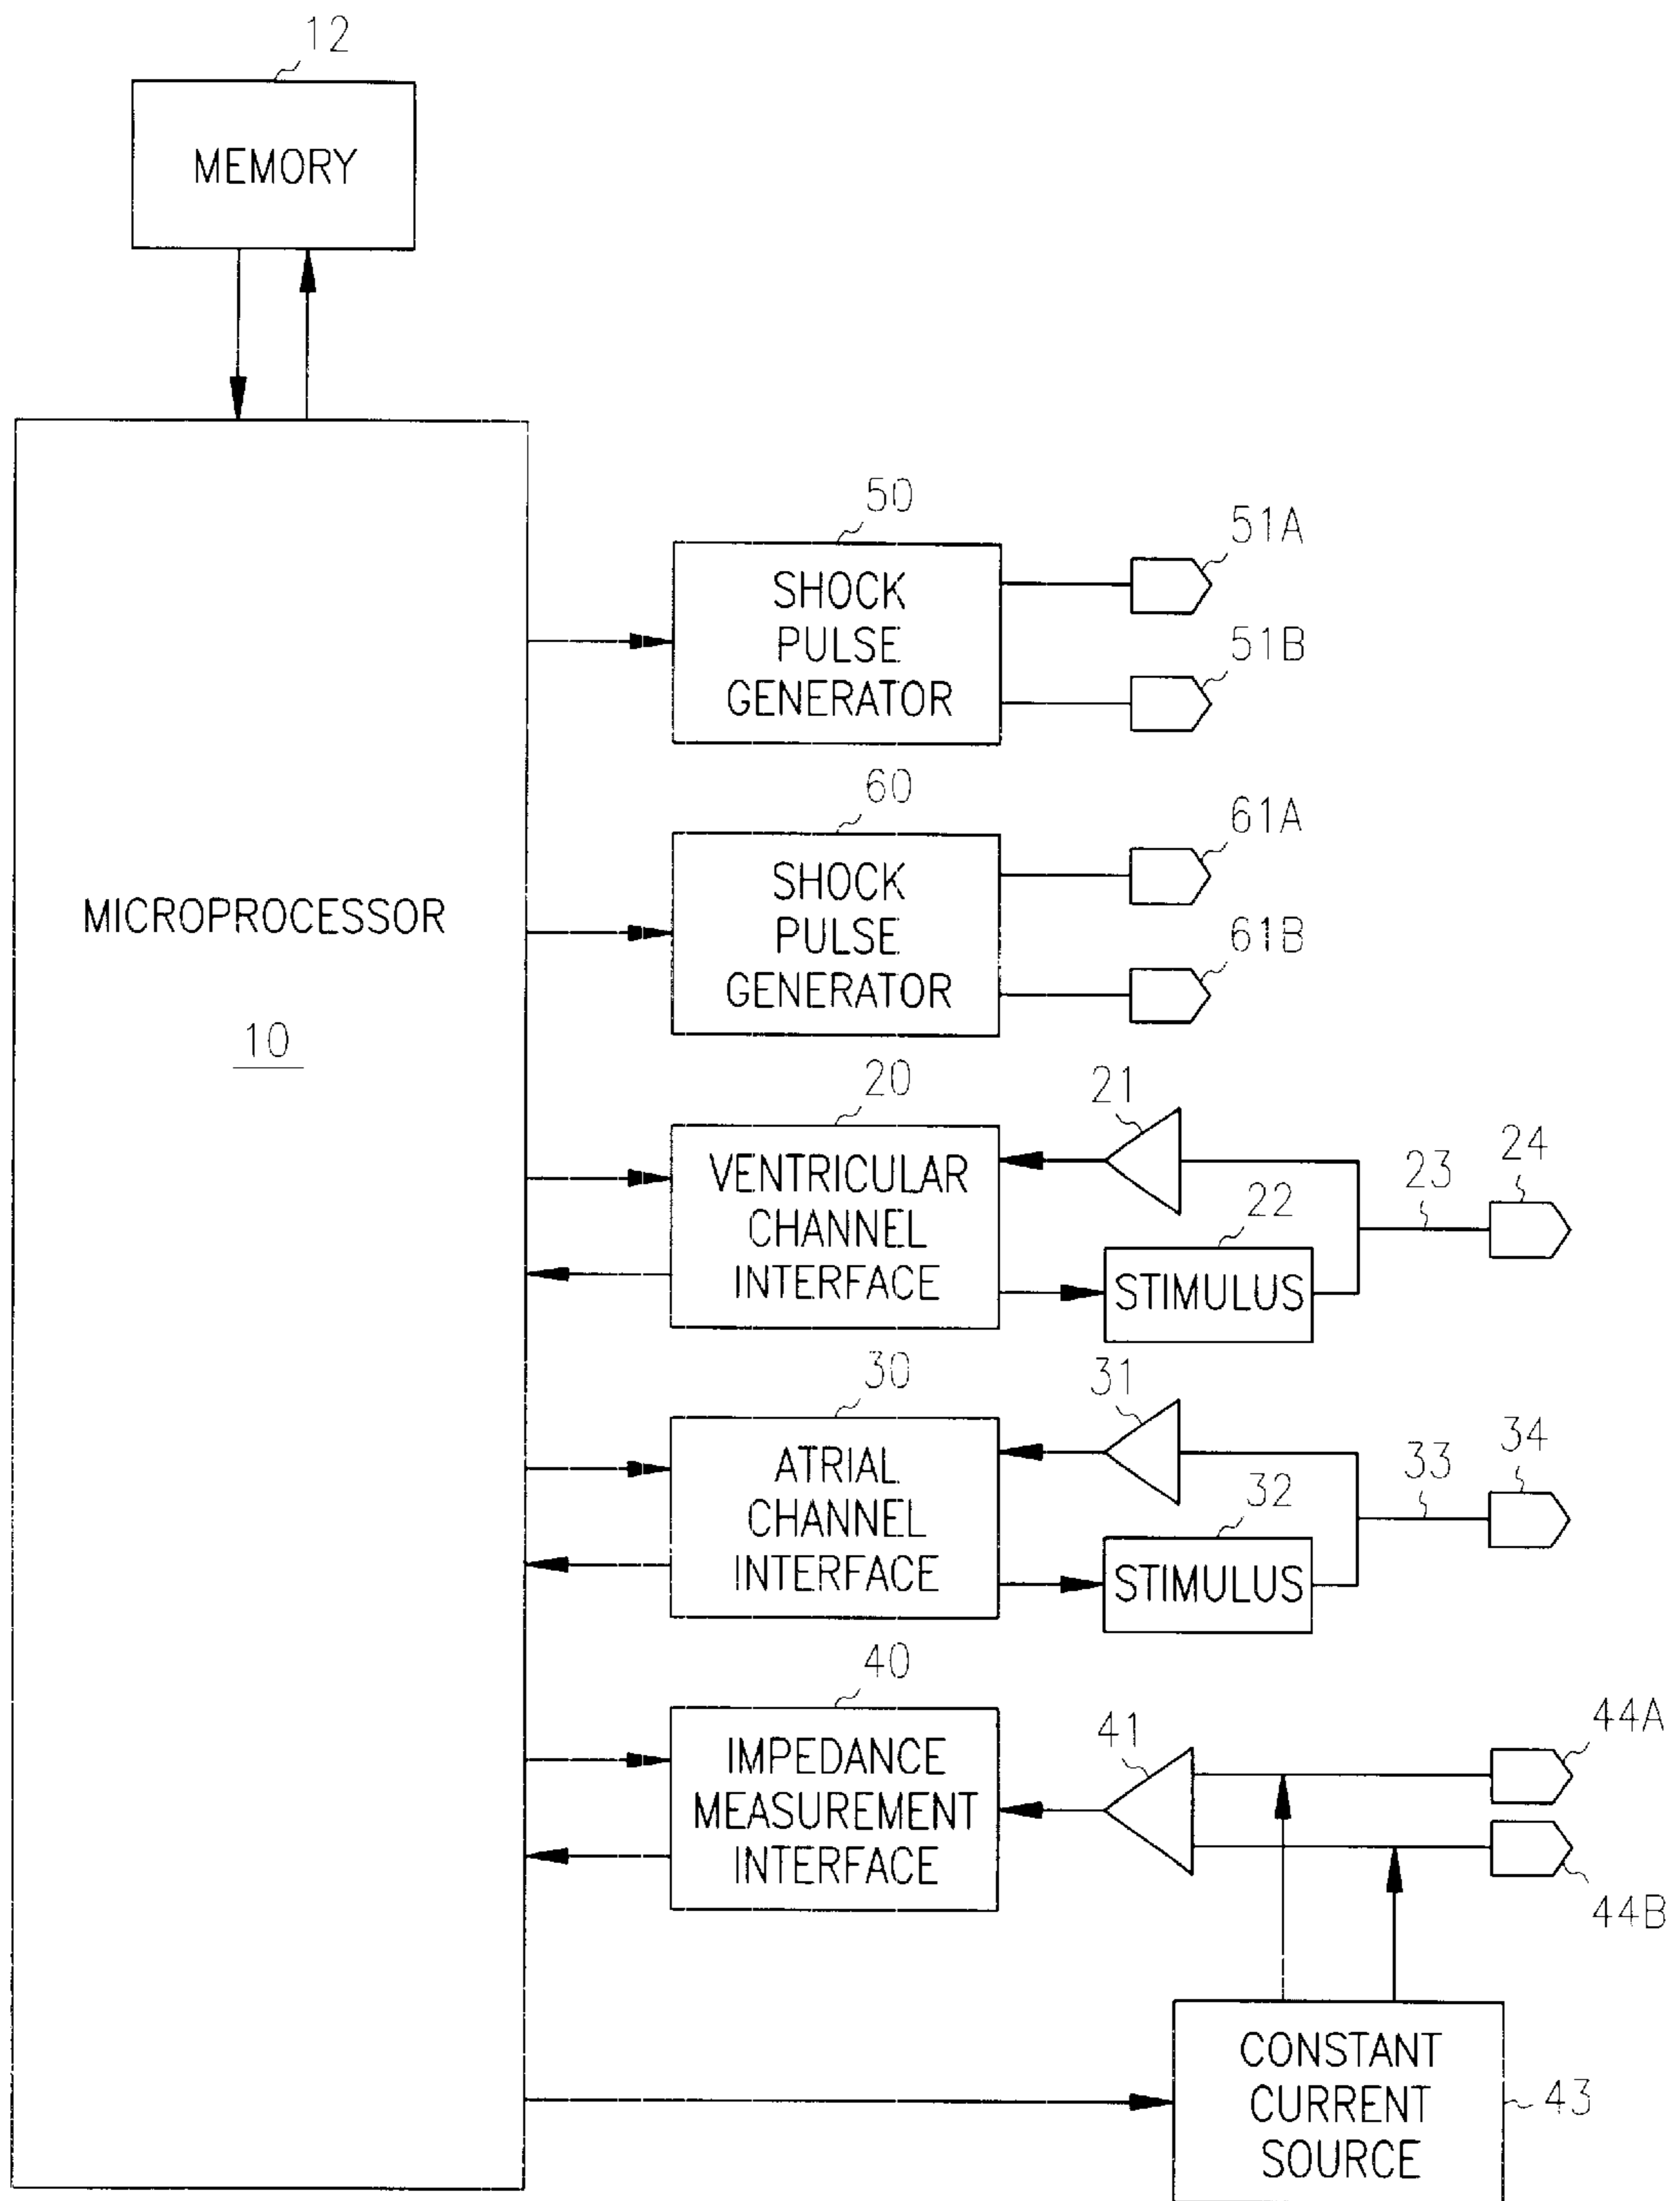 12
MEMORY
50
SHOCK
PULSE
GENERATOR
51A
51B
MICROPROCESSOR
10
60
SHOCK
PULSE
GENERATOR
61A
61B
20
VENTRICULAR
CHANNEL
INTERFACE
21
22
STIMULUS
23
24
30
ATRIAL
CHANNEL
INTERFACE
31
32
STIMULUS
33
34
40
IMPEDANCE
MEASUREMENT
INTERFACE
41
44A
44B
CONSTANT
CURRENT
SOURCE
43